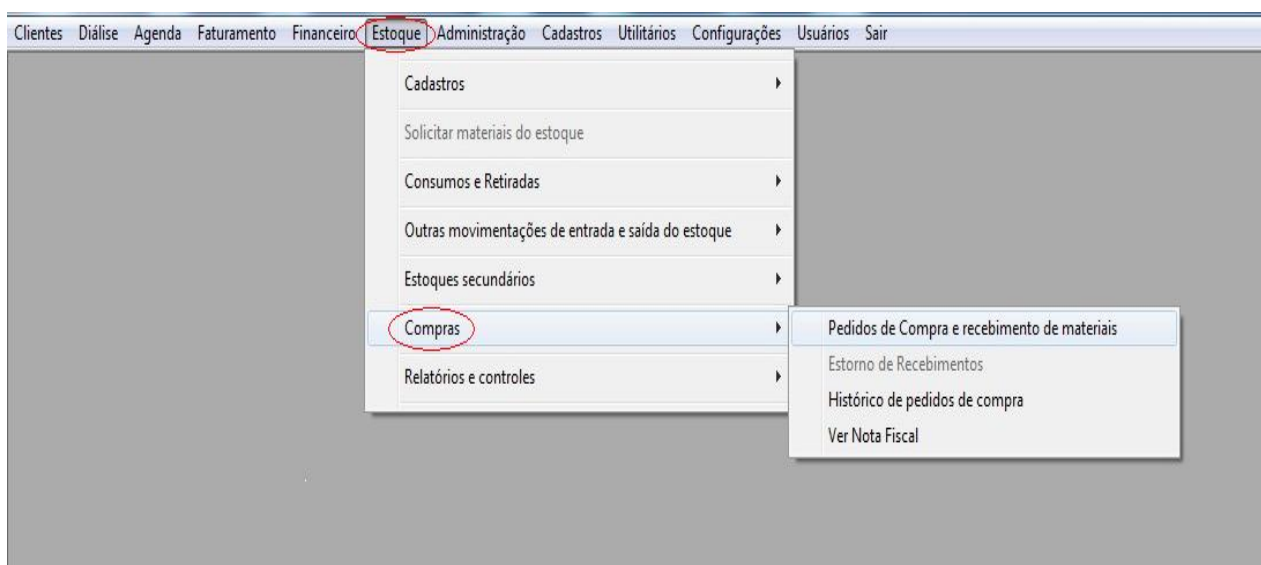 Clientes Diálise Agenda Faturamento Financeiro Estoque Administração Cadastros Utilitários Configurações Usuários Sair
Cadastros
Solicitar materiais do estoque
Consumos e Retiradas
Outras movimentações de entrada e saída do estoque
Estoques secundários
Compras
Relatórios e controles
Pedidos de Compra e recebimento de materiais
Estorno de Recebimentos
Histórico de pedidos de compra
Ver Nota Fiscal